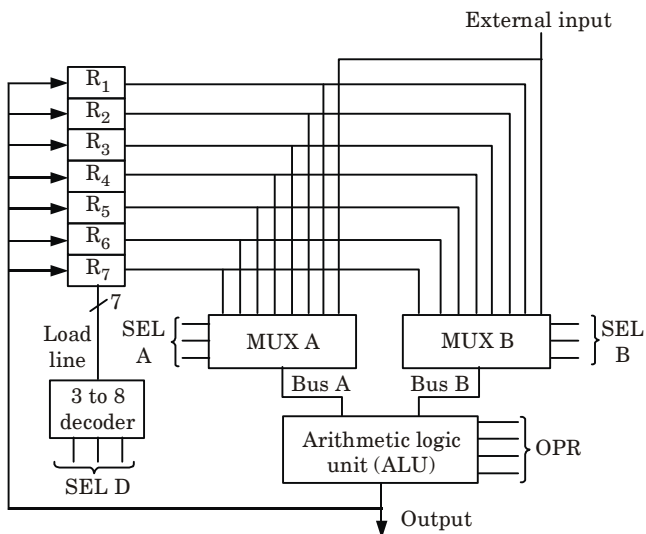 External input
R1
R2
R3
R4
R5
R6
R7
7
Load
line
SEL
A
MUX A
MUX B
SEL
B
Bus A
Bus B
3 to 8
decoder
SEL D
Arithmetic logic
unit (ALU)
OPR
Output